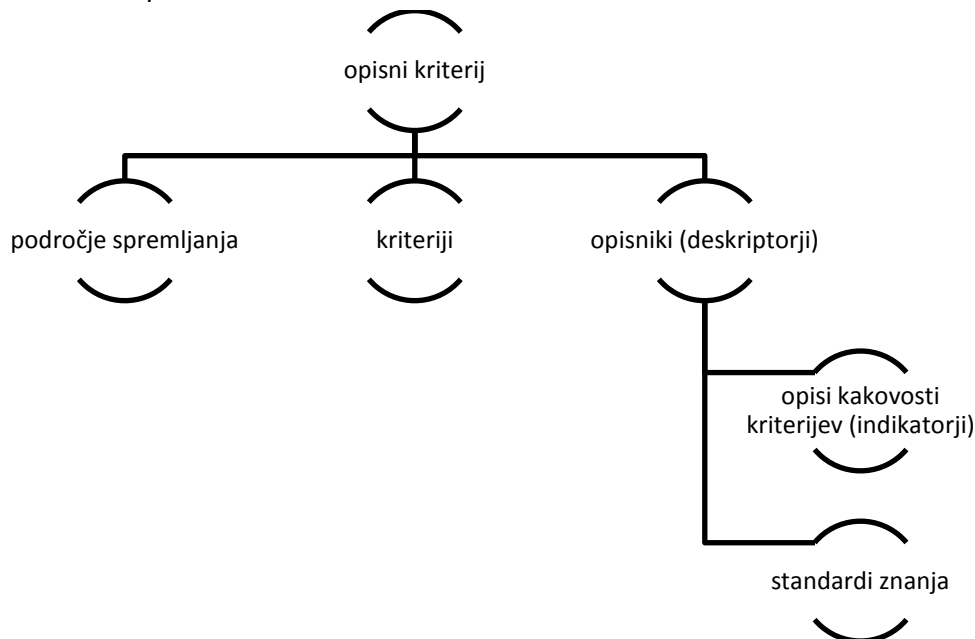 opisni kriterij
področje spremljanja
kriteriji
opisniki (deskriptorji)
opisi kakovosti
kriterijev (indikatorji)
standardi znanja